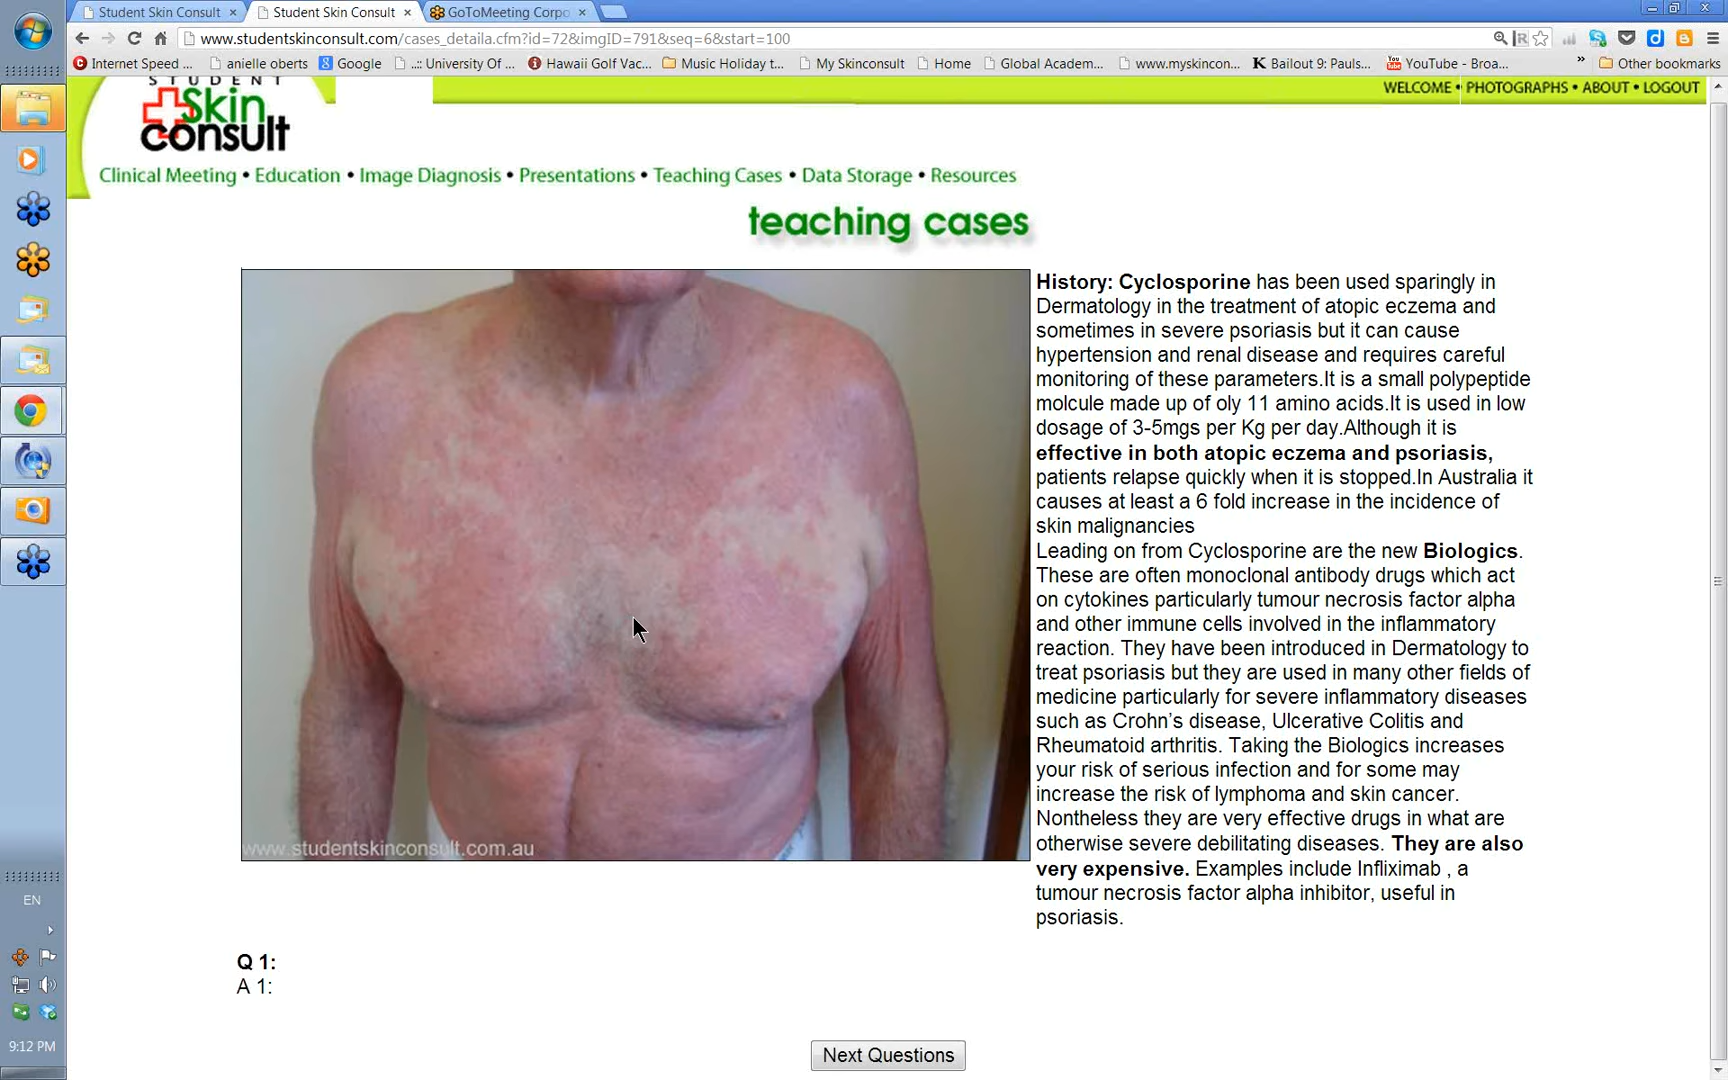 Student Skin Consult
Student Skin Consult
GoToMeeting Corpo
www.studentskinconsult.com/cases_detaila.cfm?id=72&imgID=791&seq=6&start=100
Internet Speed ...
anielle oberts
Google
..:: University Of ...
Hawaii Golf Vac...
Music Holiday t...
My Skinconsult
Home
Global Academ...
www.myskincon...
Bailout 9: Pauls...
YouTube - Broa...
Other bookmarks
STUDENT
Skin
consult
WELCOME • PHOTOGRAPHS • ABOUT • LOGOUT
Clinical Meeting • Education • Image Diagnosis • Presentations • Teaching Cases • Data Storage • Resources
teaching cases
History: Cyclosporine has been used sparingly in
Dermatology in the treatment of atopic eczema and
sometimes in severe psoriasis but it can cause
hypertension and renal disease and requires careful
monitoring of these parameters.It is a small polypeptide
molcule made up of oly 11 amino acids.It is used in low
dosage of 3-5mgs per Kg per day.Although it is
effective in both atopic eczema and psoriasis,
patients relapse quickly when it is stopped.In Australia it
causes at least a 6 fold increase in the incidence of
skin malignancies
Leading on from Cyclosporine are the new Biologics.
These are often monoclonal antibody drugs which act
on cytokines particularly tumour necrosis factor alpha
and other immune cells involved in the inflammatory
reaction. They have been introduced in Dermatology to
treat psoriasis but they are used in many other fields of
medicine particularly for severe inflammatory diseases
such as Crohn's disease, Ulcerative Colitis and
Rheumatoid arthritis. Taking the Biologics increases
your risk of serious infection and for some may
increase the risk of lymphoma and skin cancer.
Nontheless they are very effective drugs in what are
otherwise severe debilitating diseases. They are also
very expensive. Examples include Infliximab , a
tumour necrosis factor alpha inhibitor, useful in
psoriasis.
www.studentskinconsult.com.au
Q 1:
A 1:
Next Questions
EN
9:12 PM